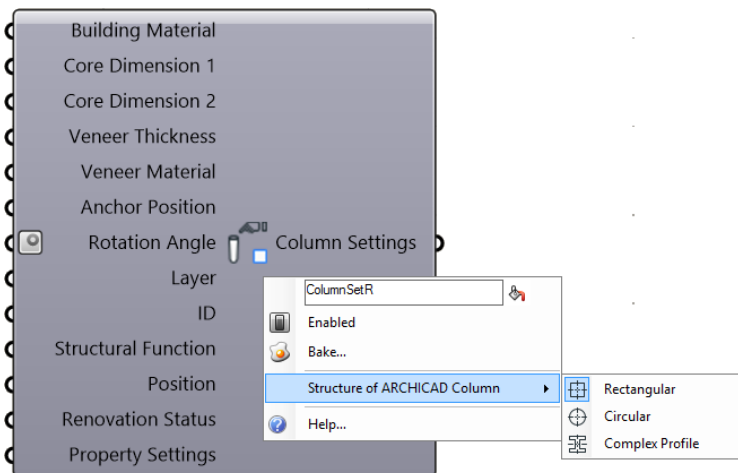 Building Material
Core Dimension 1
Core Dimension 2
Veneer Thickness
Veneer Material
Anchor Position
Rotation Angle
Column Settings
Layer
ID
Structural Function
Position
Renovation Status
Property Settings
ColumnSetR
Enabled
Bake...
Structure of ARCHICAD Column
Help...
Rectangular
Circular
Complex Profile